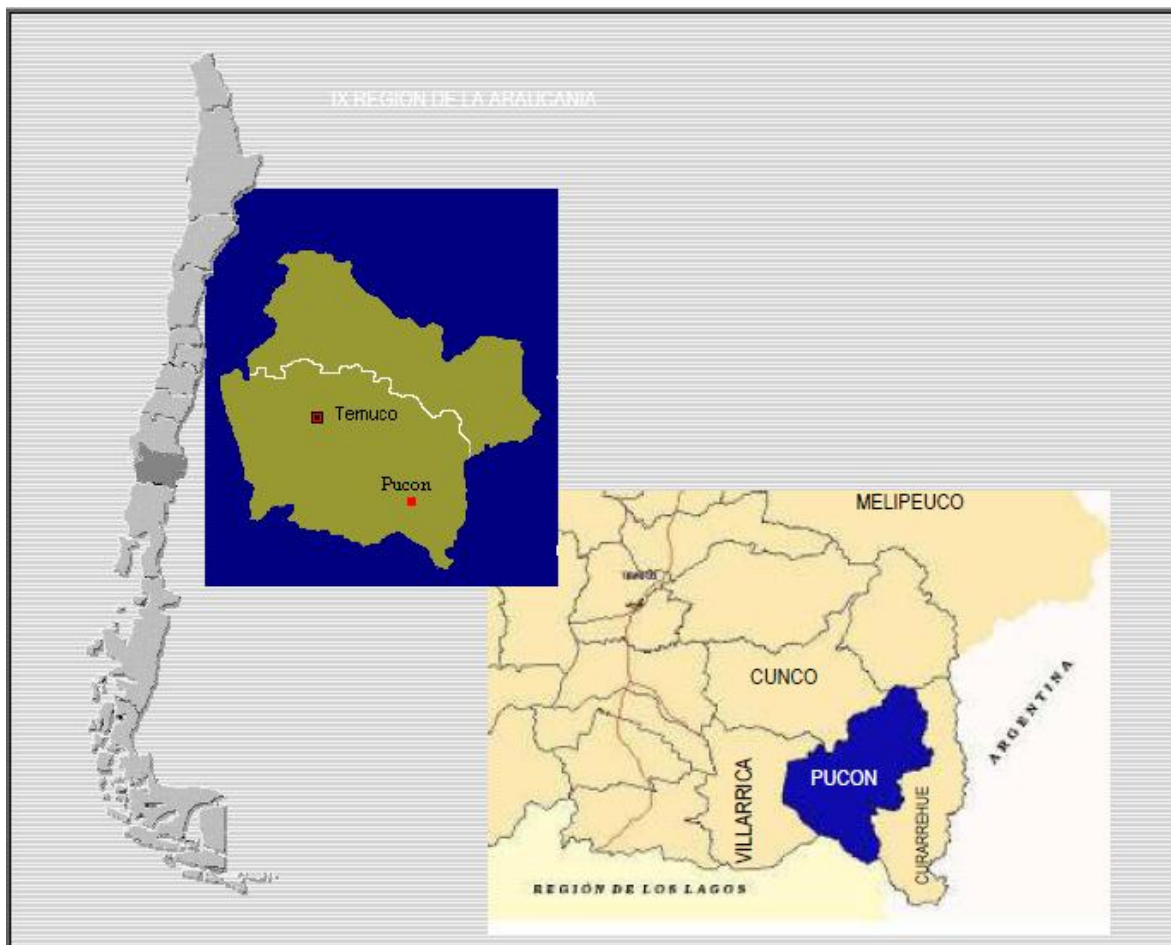 IX REGION DE LA ARAUCANIA
Temuco
Pucon
MELIPEUCO
CUNCO
ARGENTINA
PUCON
VILLARRICA
CURARREHUE
REGIÓN DE LOS LAGOS